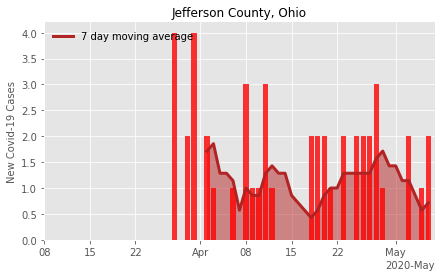 Jefferson County, Ohio
7 day moving average
New Covid-19 Cases
4.0
3.5
3.0
2.5
2.0
1.5
1.0
0.5
0.0
08 15 22 Apr 08 15 22 May
2020-May